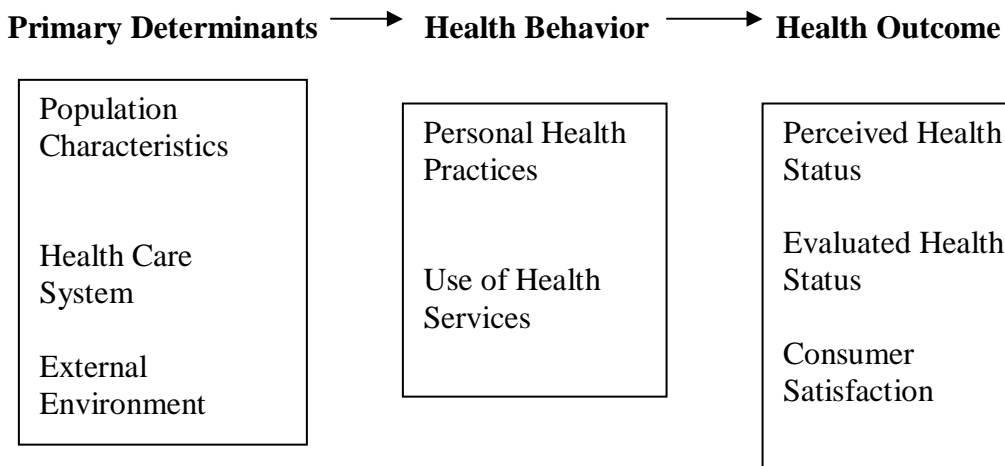 Primary Determinants Health Behavior Health Outcome
Population
Characteristics
Health Care
System
External
Environment
Personal Health
Practices
Use of Health
Services
Perceived Health
Status
Evaluated Health
Status
Consumer
Satisfaction